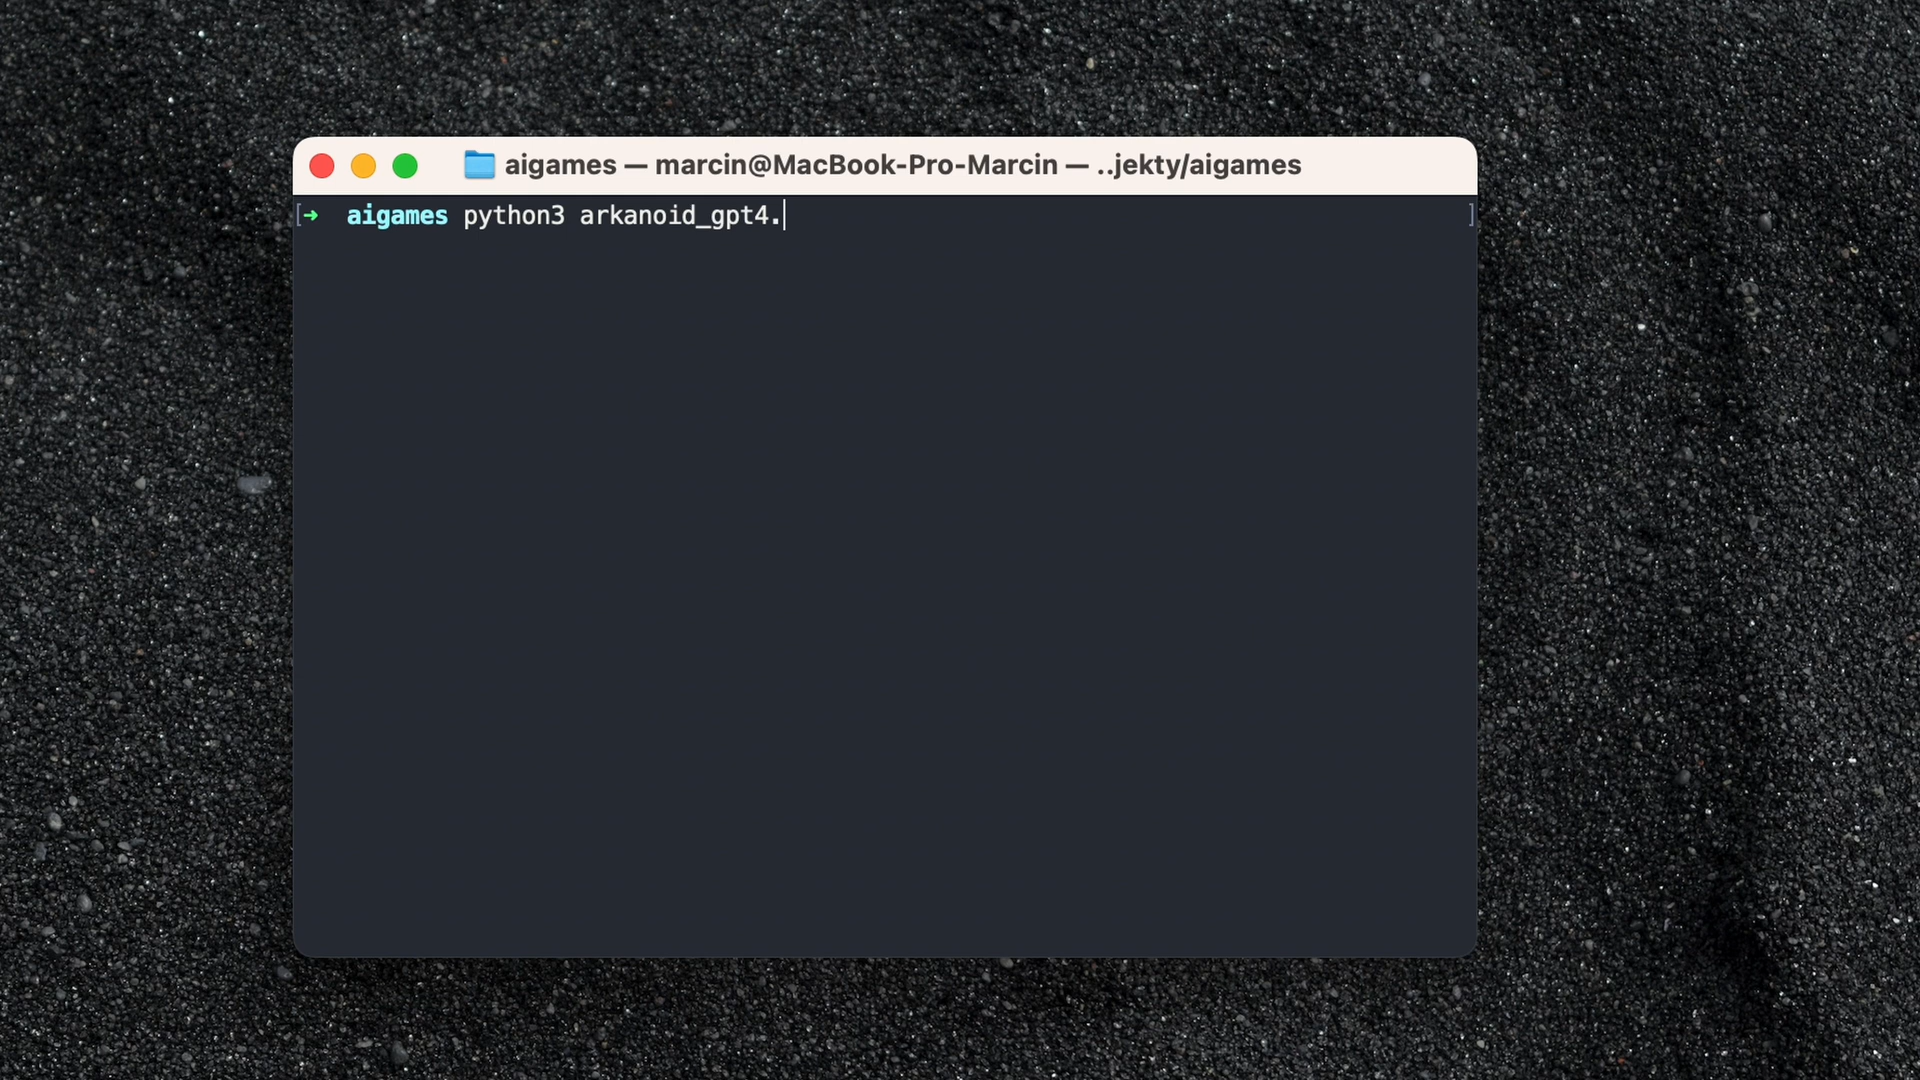 aigames — marcin@MacBook-Pro-Marcin — ..jekty/aigames
[➜  aigames python3 arkanoid_gpt4. ]